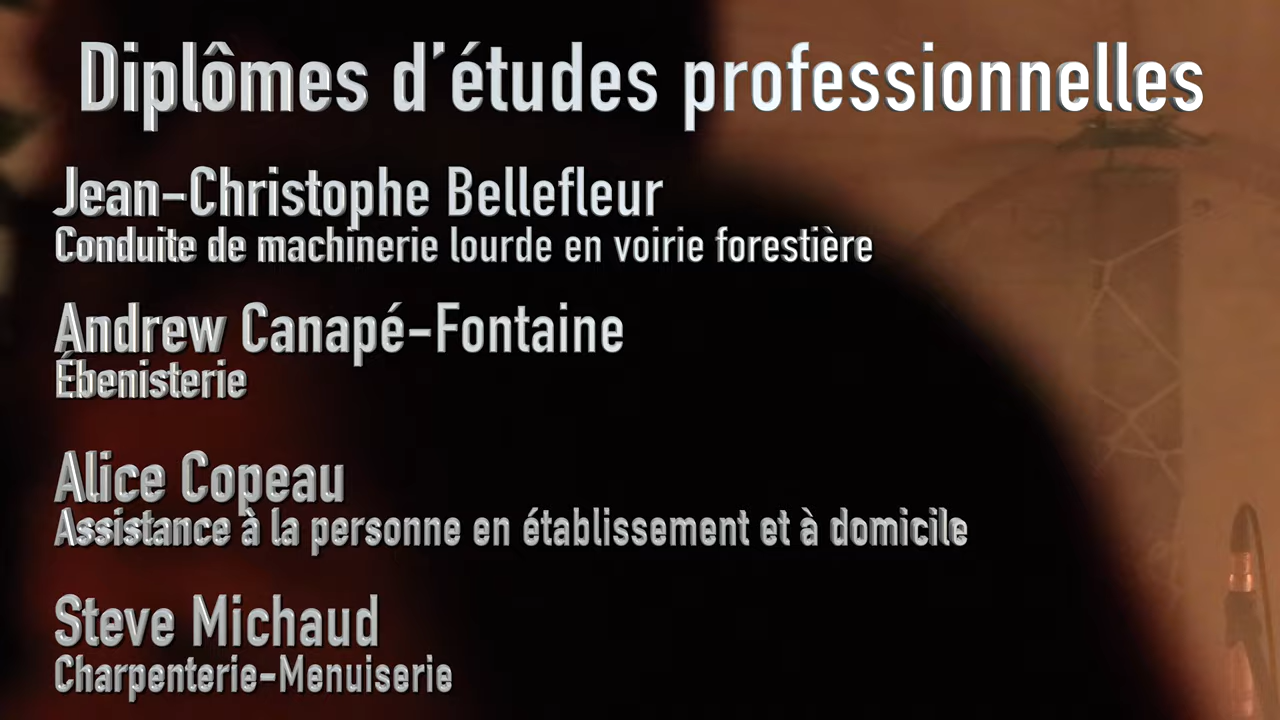 Diplômes d'études professionnelles
Jean-Christophe Bellefleur
Conduite de machinerie lourde en voirie forestière
Andrew Canapé-Fontaine
Ébenisterie
Alice Copeau
Assistance à la personne en établissement et à domicile
Steve Michaud
Charpenterie-Menuiserie